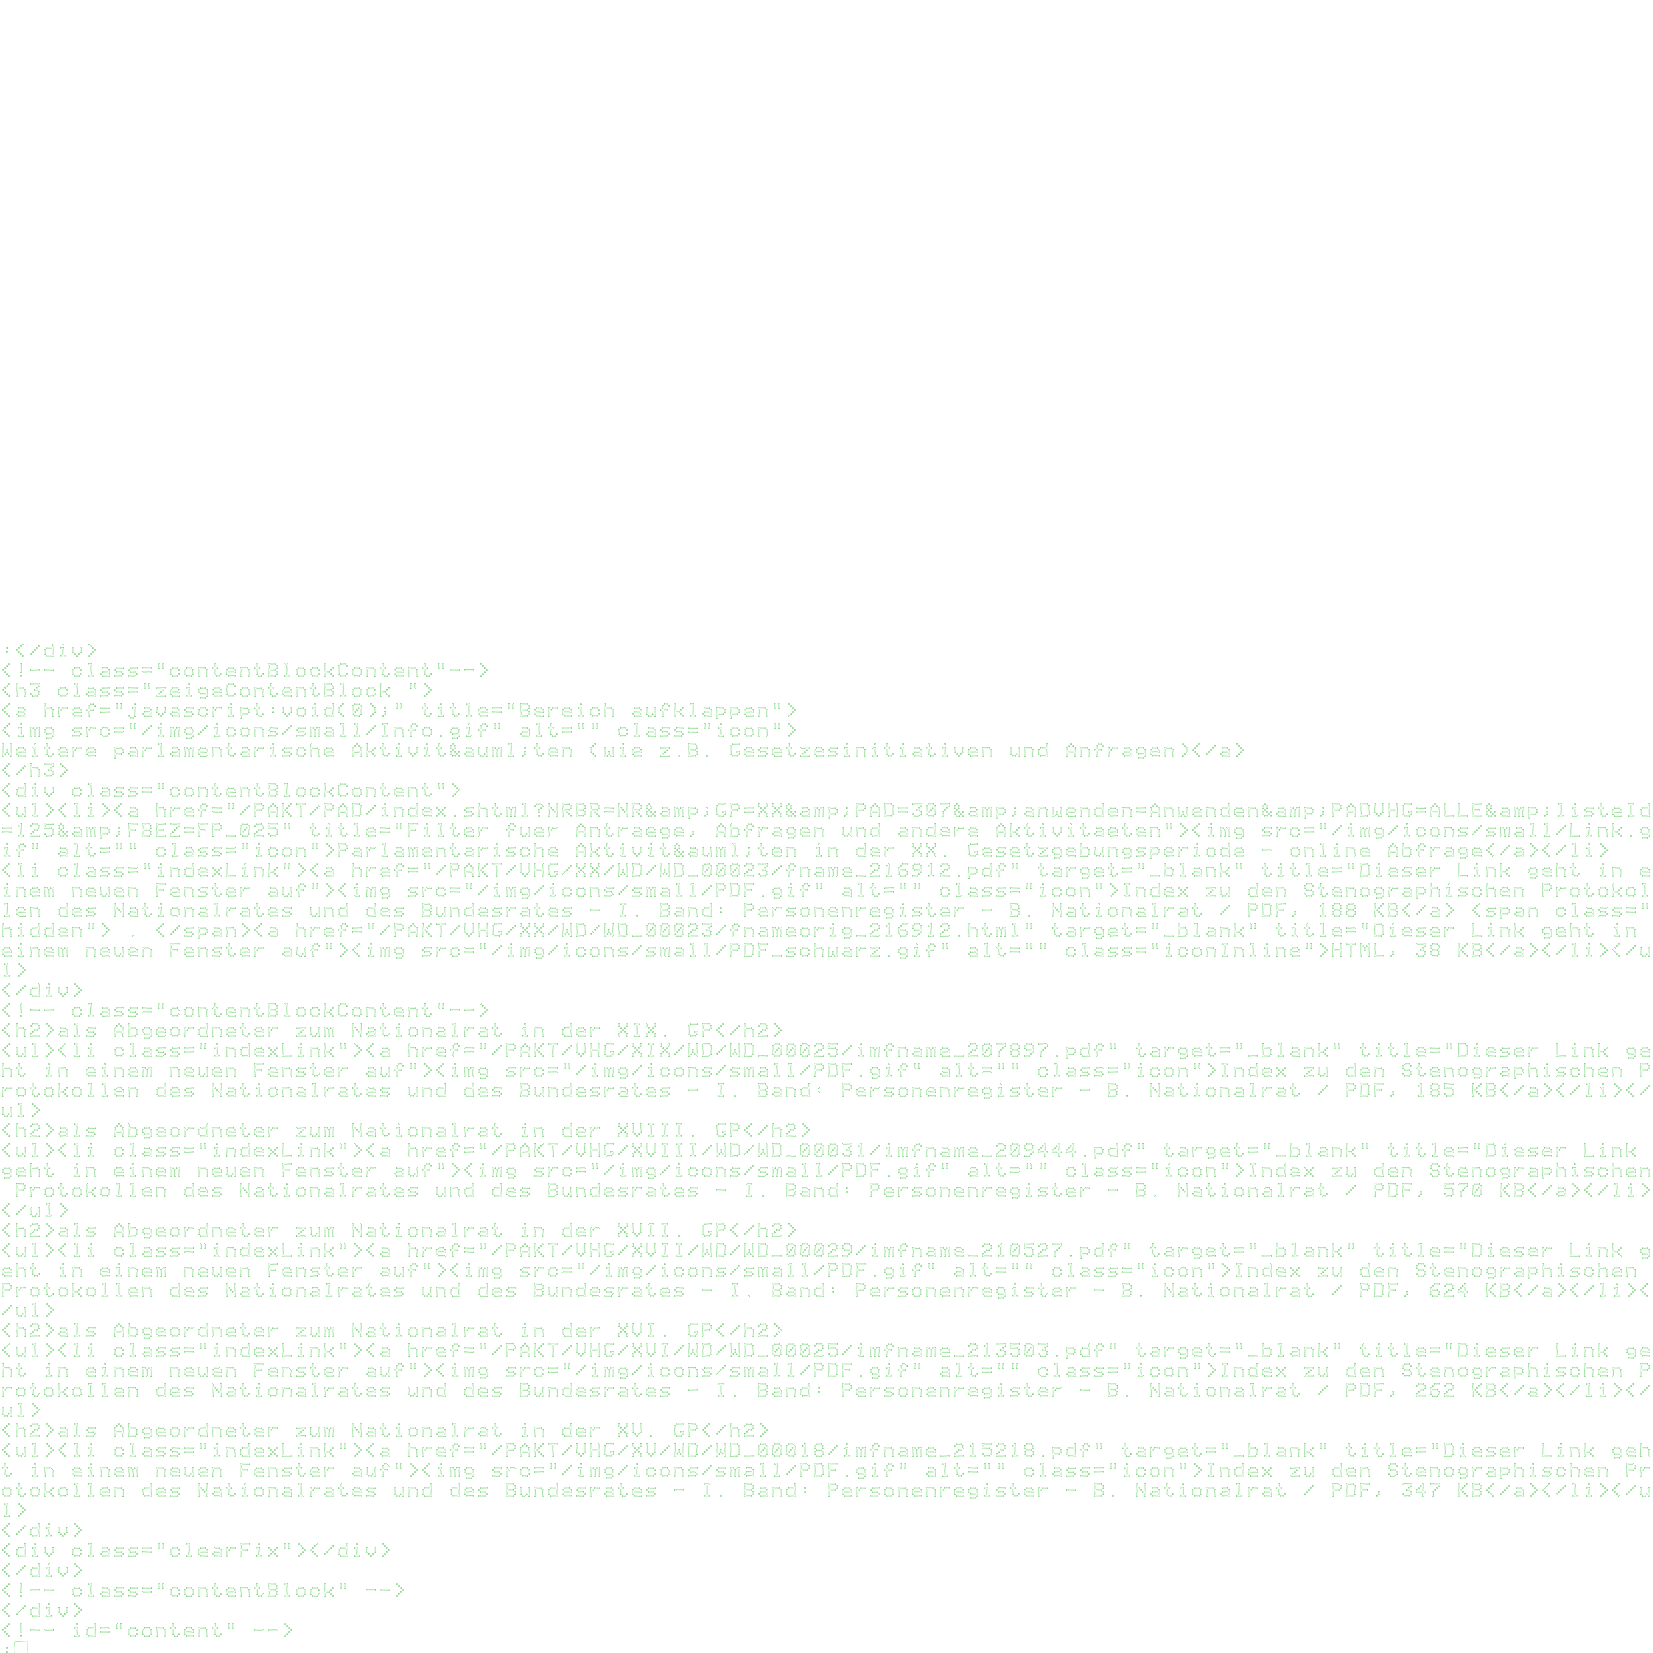 :</div>
<!-- class="contentBlockContent"-->
<h3 class="zeigeContentBlock ">
<a href="javascript:void(0);" title="Bereich aufklappen">
<img src="/img/icons/small/Info.gif" alt="" class="icon">
Weitere parlamentarische Aktivit&auml;ten (wie z.B. Gesetzesinitiativen und Anfragen)</a>
</h3>
<div class="contentBlockContent">
<ul><li><a href="/PAKT/PAD/index.shtml?NRBR=NR&amp;GP=XX&amp;PAD=307&amp;anwenden=Anwenden&amp;PADVHG=ALLE&amp;listeId
=125&amp;FBEZ=FP_025" title="Filter fuer Antraege, Abfragen und andere Aktivitaeten"><img src="/img/icons/small/Link.g
if" alt="" class="icon">Parlamentarische Aktivit&auml;ten in der XX. Gesetzgebungsperiode - online Abfrage</a></li>
<li class="indexLink"><a href="/PAKT/VHG/XX/WD/WD_00023/fname_216912.pdf" target="_blank" title="Dieser Link geht in e
inem neuen Fenster auf"><img src="/img/icons/small/PDF.gif" alt="" class="icon">Index zu den Stenographischen Protokol
len des Nationalrates und des Bundesrates - I. Band: Personenregister - B. Nationalrat / PDF, 188 KB</a> <span class="
hidden"> . </span><a href="/PAKT/VHG/XX/WD/WD_00023/fnameorig_216912.html" target="_blank" title="Dieser Link geht in 
einem neuen Fenster auf"><img src="/img/icons/small/PDF_schwarz.gif" alt="" class="iconInline">HTML, 38 KB</a></li></u
l>
</div>
<!-- class="contentBlockContent"-->
<h2>als Abgeordneter zum Nationalrat in der XIX. GP</h2>
<ul><li class="indexLink"><a href="/PAKT/VHG/XIX/WD/WD_00025/imfname_207897.pdf" target="_blank" title="Dieser Link ge
ht in einem neuen Fenster auf"><img src="/img/icons/small/PDF.gif" alt="" class="icon">Index zu den Stenographischen P
rotokollen des Nationalrates und des Bundesrates - I. Band: Personenregister - B. Nationalrat / PDF, 185 KB</a></li></
ul>
<h2>als Abgeordneter zum Nationalrat in der XVIII. GP</h2>
<ul><li class="indexLink"><a href="/PAKT/VHG/XVIII/WD/WD_00031/imfname_209444.pdf" target="_blank" title="Dieser Link 
geht in einem neuen Fenster auf"><img src="/img/icons/small/PDF.gif" alt="" class="icon">Index zu den Stenographischen
 Protokollen des Nationalrates und des Bundesrates - I. Band: Personenregister - B. Nationalrat / PDF, 570 KB</a></li>
</ul>
<h2>als Abgeordneter zum Nationalrat in der XVII. GP</h2>
<ul><li class="indexLink"><a href="/PAKT/VHG/XVII/WD/WD_00029/imfname_210527.pdf" target="_blank" title="Dieser Link g
eht in einem neuen Fenster auf"><img src="/img/icons/small/PDF.gif" alt="" class="icon">Index zu den Stenographischen 
Protokollen des Nationalrates und des Bundesrates - I. Band: Personenregister - B. Nationalrat / PDF, 624 KB</a></li><
/ul>
<h2>als Abgeordneter zum Nationalrat in der XVI. GP</h2>
<ul><li class="indexLink"><a href="/PAKT/VHG/XVI/WD/WD_00025/imfname_213503.pdf" target="_blank" title="Dieser Link ge
ht in einem neuen Fenster auf"><img src="/img/icons/small/PDF.gif" alt="" class="icon">Index zu den Stenographischen P
rotokollen des Nationalrates und des Bundesrates - I. Band: Personenregister - B. Nationalrat / PDF, 262 KB</a></li></
ul>
<h2>als Abgeordneter zum Nationalrat in der XV. GP</h2>
<ul><li class="indexLink"><a href="/PAKT/VHG/XV/WD/WD_00018/imfname_215218.pdf" target="_blank" title="Dieser Link geh
t in einem neuen Fenster auf"><img src="/img/icons/small/PDF.gif" alt="" class="icon">Index zu den Stenographischen Pr
otokollen des Nationalrates und des Bundesrates - I. Band: Personenregister - B. Nationalrat / PDF, 347 KB</a></li></u
l>
</div>
<div class="clearFix"></div>
</div>
<!-- class="contentBlock" -->
</div>
<!-- id="content" -->
: